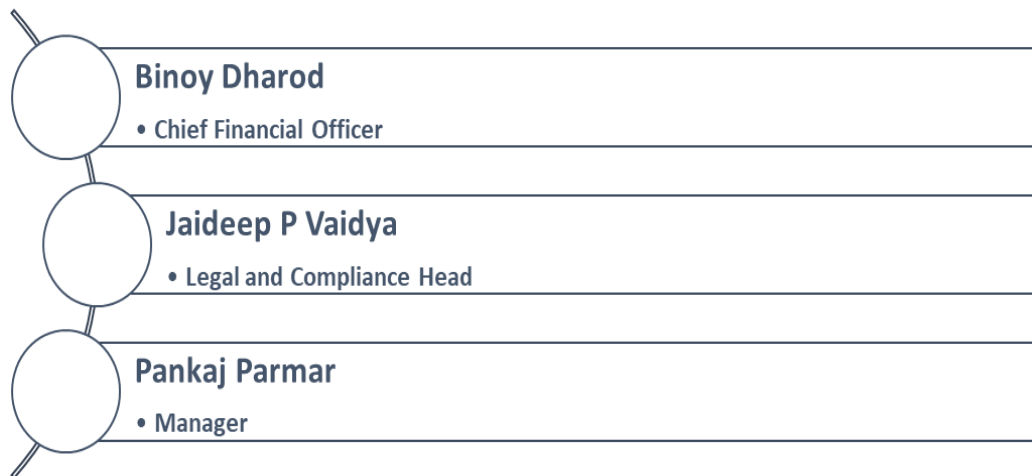 Binoy Dharod
• Chief Financial Officer
Jaideep P Vaidya
• Legal and Compliance Head
Pankaj Parmar
• Manager